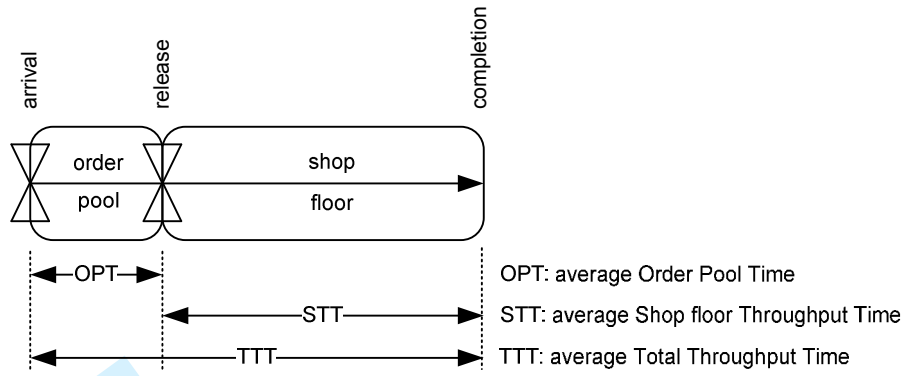 arrival
release
completion
order
pool
shop
floor
OPT
OPT: average Order Pool Time
STT
STT: average Shop floor Throughput Time
TTT
TTT: average Total Throughput Time